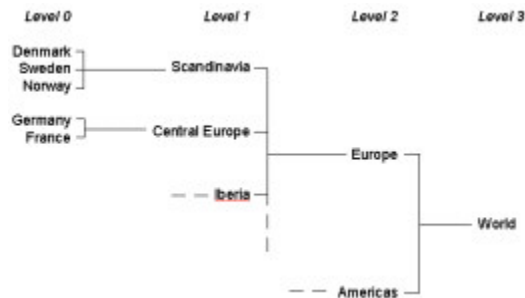 Level 0 Level 1 Level 2 Level 3
Denmark
Sweden
Norway
Scandinavia
Germany
France
Central Europe
Iberia
Europe
World
Americas